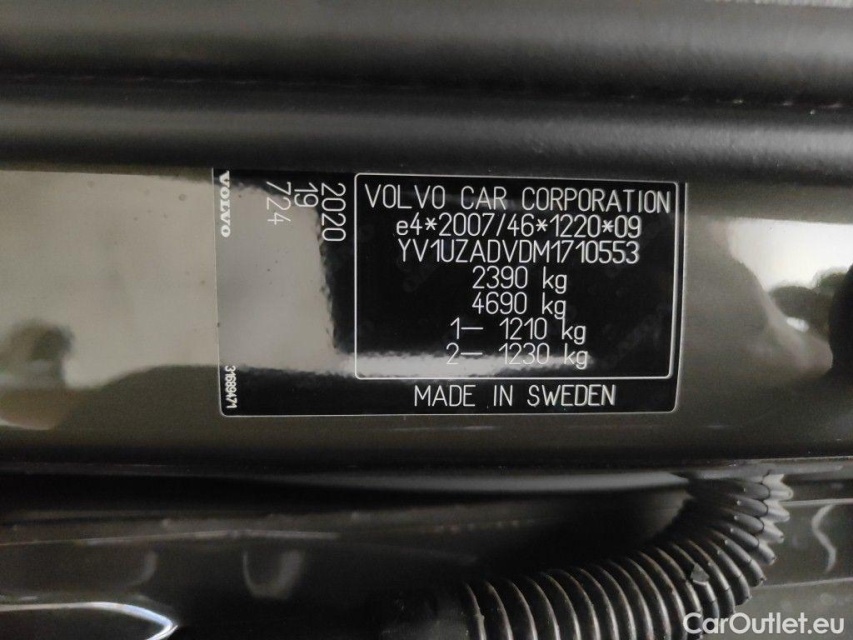 VOLVO
2020
19
724
31689471
VOLVO CAR CORPORATION
e4*2007/46*1220*09
YV1UZADVDM1710553
2390 kg
4690 kg
1– 1210 kg
2– 1230 kg
MADE IN SWEDEN
CarOutlet.eu